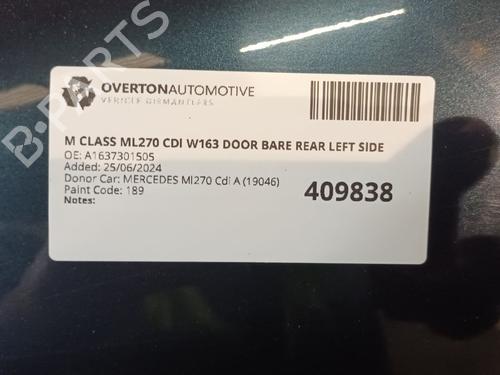 OVERTONAUTOMOTIVE
VEHICLE DISMANTLERS
M CLASS ML270 CDI W163 DOOR BARE REAR LEFT SIDE
OE: A1637301505
Added: 25/06/2024
Donor Car: MERCEDES Ml270 Cdi A (19046)
Paint Code: 189
Notes:
409838
B-PARTS